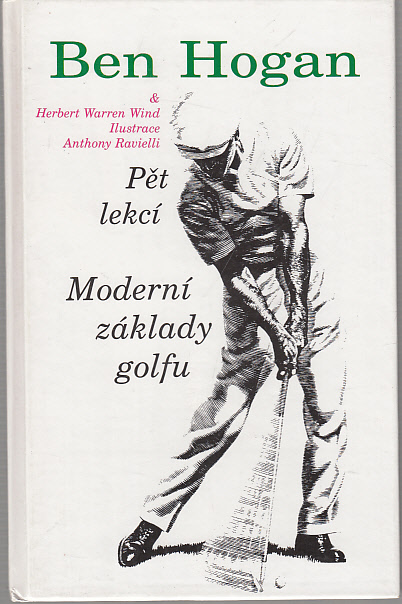 Ben Hogan
&
Herbert Warren Wind
Ilustrace
Anthony Ravielli
Pět
lekcí
Moderní
základy
golfu